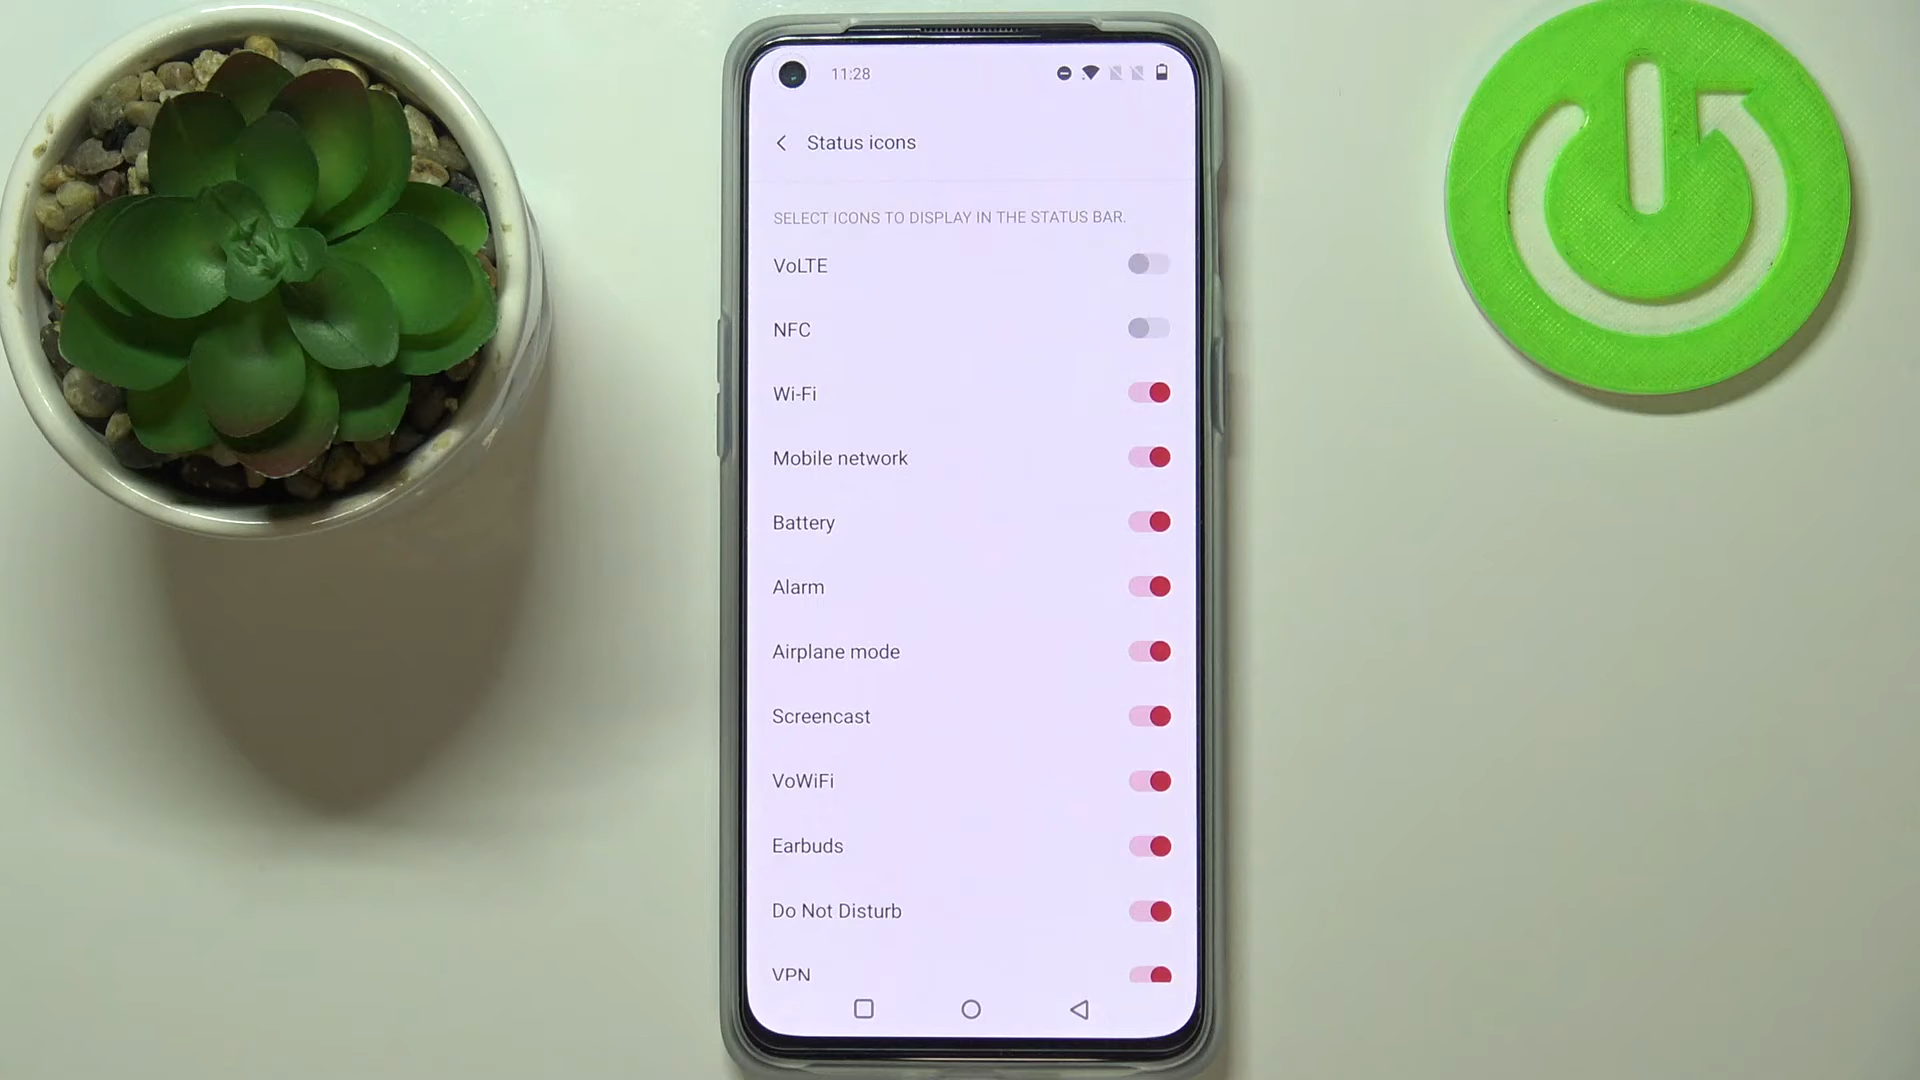 11:28
Status icons
SELECT ICONS TO DISPLAY IN THE STATUS BAR.
VoLTE
NFC
Wi-Fi
Mobile network
Battery
Alarm
Airplane mode
Screencast
VoWiFi
Earbuds
Do Not Disturb
VPN